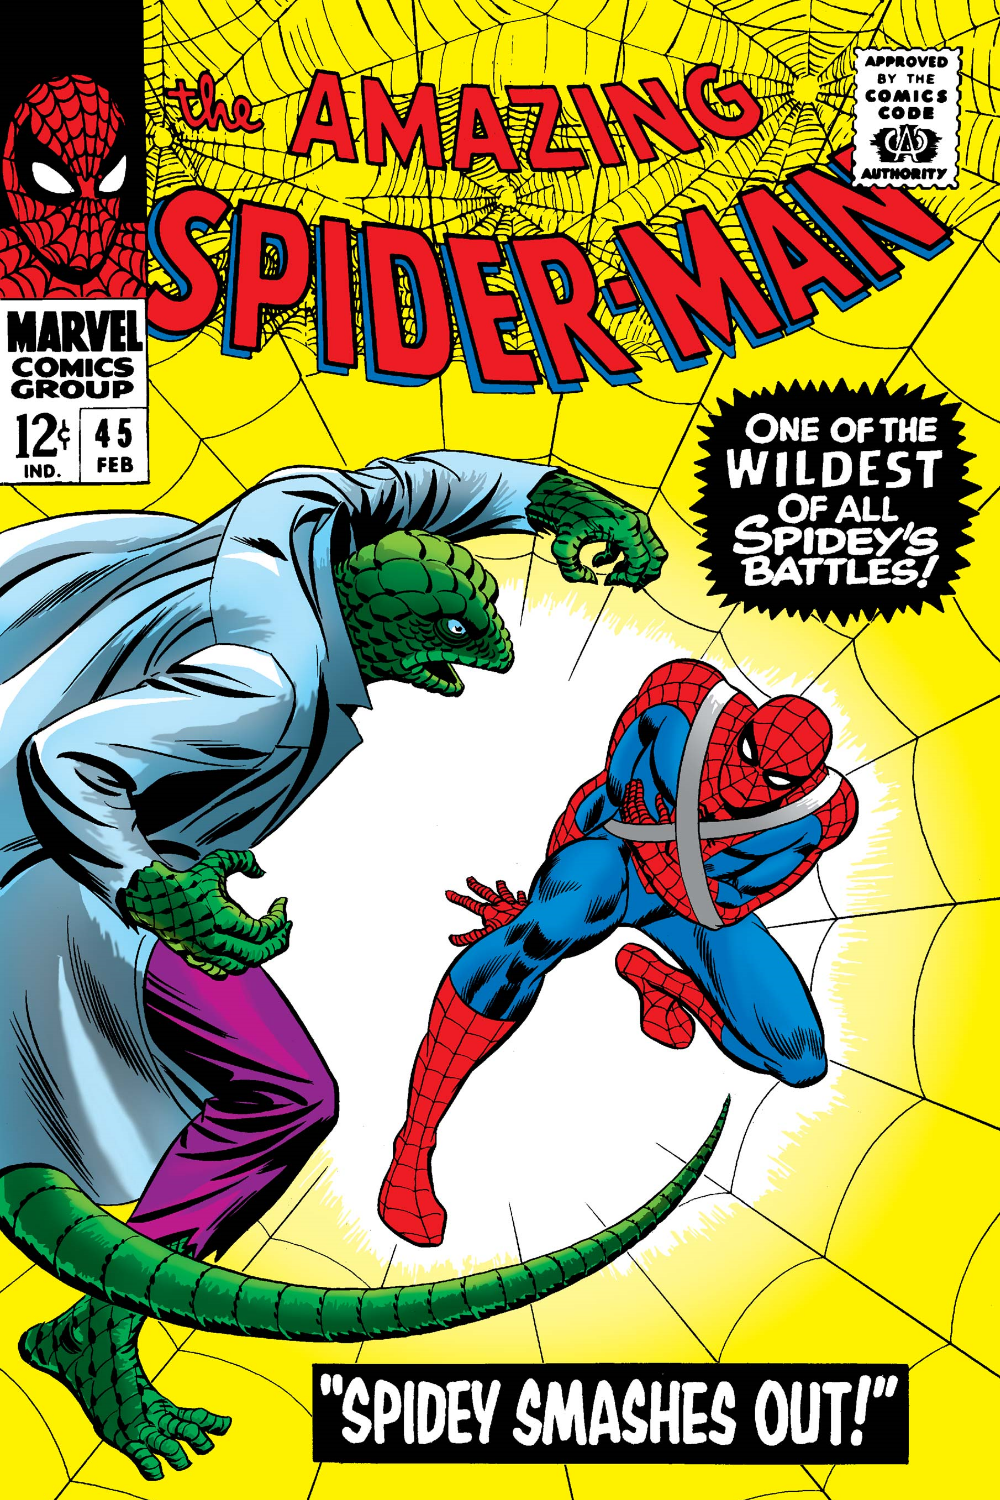 the AMAZING
SPIDER-MAN
APPROVED
BY THE
COMICS
CODE
CA
AUTHORITY
MARVEL
COMICS
GROUP
12¢
IND.
45
FEB
ONE OF THE
WILDEST
OF ALL
SPIDEY'S
BATTLES!
"SPIDEY SMASHES OUT!"